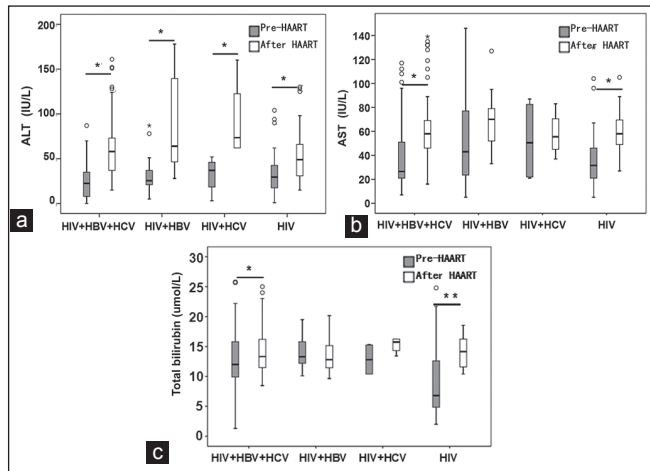 Pre-HAART
After HAART
ALT (IU/L)
200
150
100
50
0
*
*
*
*
*
HIV+HBV+HCV
HIV+HBV
HIV+HCV
HIV
a
Pre-HAART
After HAART
AST (IU/L)
160
140
120
100
80
60
40
20
0
*
*
*
HIV+HBV+HCV
HIV+HBV
HIV+HCV
HIV
b
Pre-HAART
After HAART
Total bilirubin (umol/L)
30
25
20
15
10
5
0
*
**
HIV+HBV+HCV
HIV+HBV
HIV+HCV
HIV
c